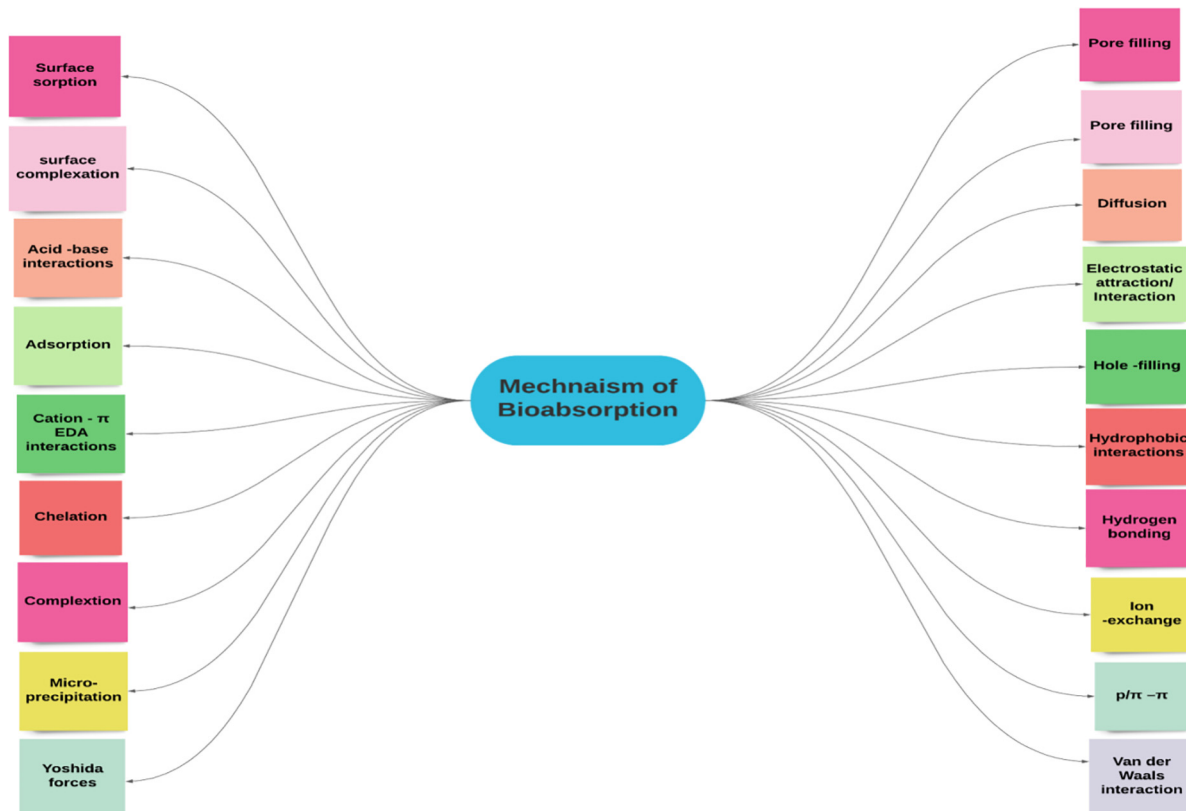 Surface
sorption
surface
complexation
Acid -base
interactions
Adsorption
Cation - π
EDA
interactions
Chelation
Complextion
Micro-
precipitation
Yoshida
forces
Mechnaism of
Bioabsorption
Pore filling
Pore filling
Diffusion
Electrostatic
attraction/
Interaction
Hole -filling
Hydrophobic
interactions
Hydrogen
bonding
Ion
-exchange
p/π –π
Van der
Waals
interaction